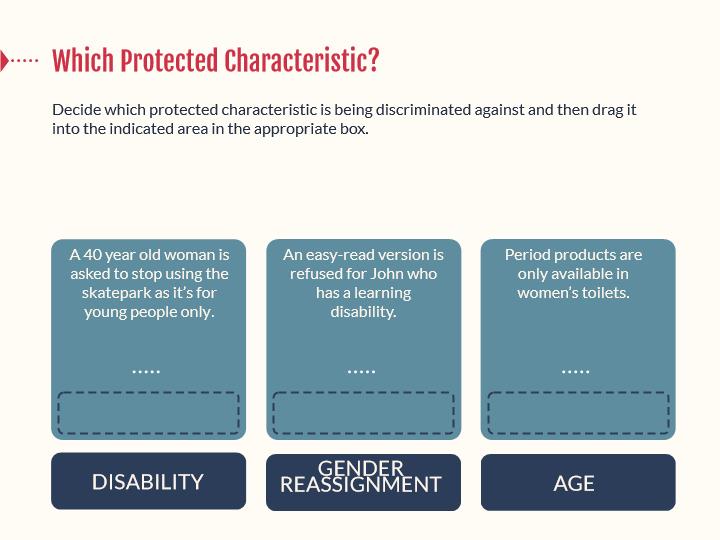 Which Protected Characteristic?
Decide which protected characteristic is being discriminated against and then drag it
into the indicated area in the appropriate box.
A 40 year old woman is
asked to stop using the
skatepark as it's for
young people only.
.....
An easy-read version is
refused for John who
has a learning
disability.
.....
Period products are
only available in
women's toilets.
.....
DISABILITY
GENDER
REASSIGNMENT
AGE